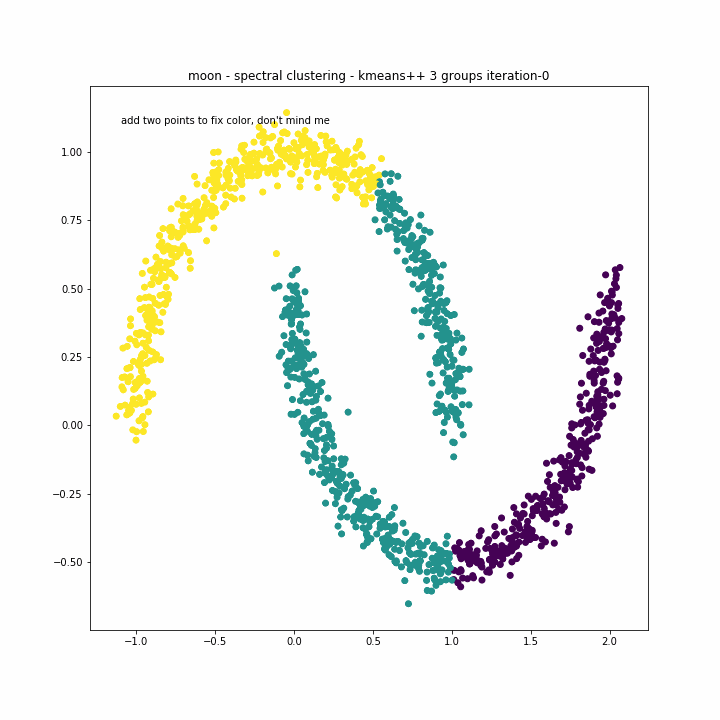 moon - spectral clustering - kmeans++ 3 groups iteration-0
add two points to fix color, don't mind me
1.00
0.75
0.50
0.25
0.00
−0.25
−0.50
−1.0 −0.5 0.0 0.5 1.0 1.5 2.0